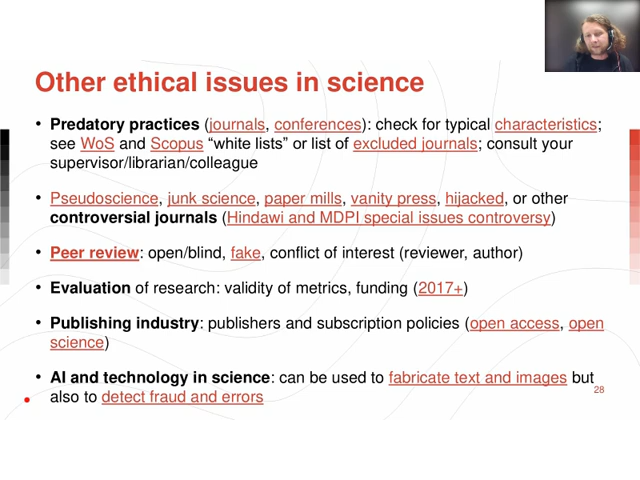 Other ethical issues in science
• Predatory practices (journals, conferences): check for typical characteristics;
see WoS and Scopus “white lists” or list of excluded journals; consult your
supervisor/librarian/colleague
• Pseudoscience, junk science, paper mills, vanity press, hijacked, or other
controversial journals (Hindawi and MDPI special issues controversy)
• Peer review: open/blind, fake, conflict of interest (reviewer, author)
• Evaluation of research: validity of metrics, funding (2017+)
• Publishing industry: publishers and subscription policies (open access, open
science)
• AI and technology in science: can be used to fabricate text and images but
also to detect fraud and errors
28